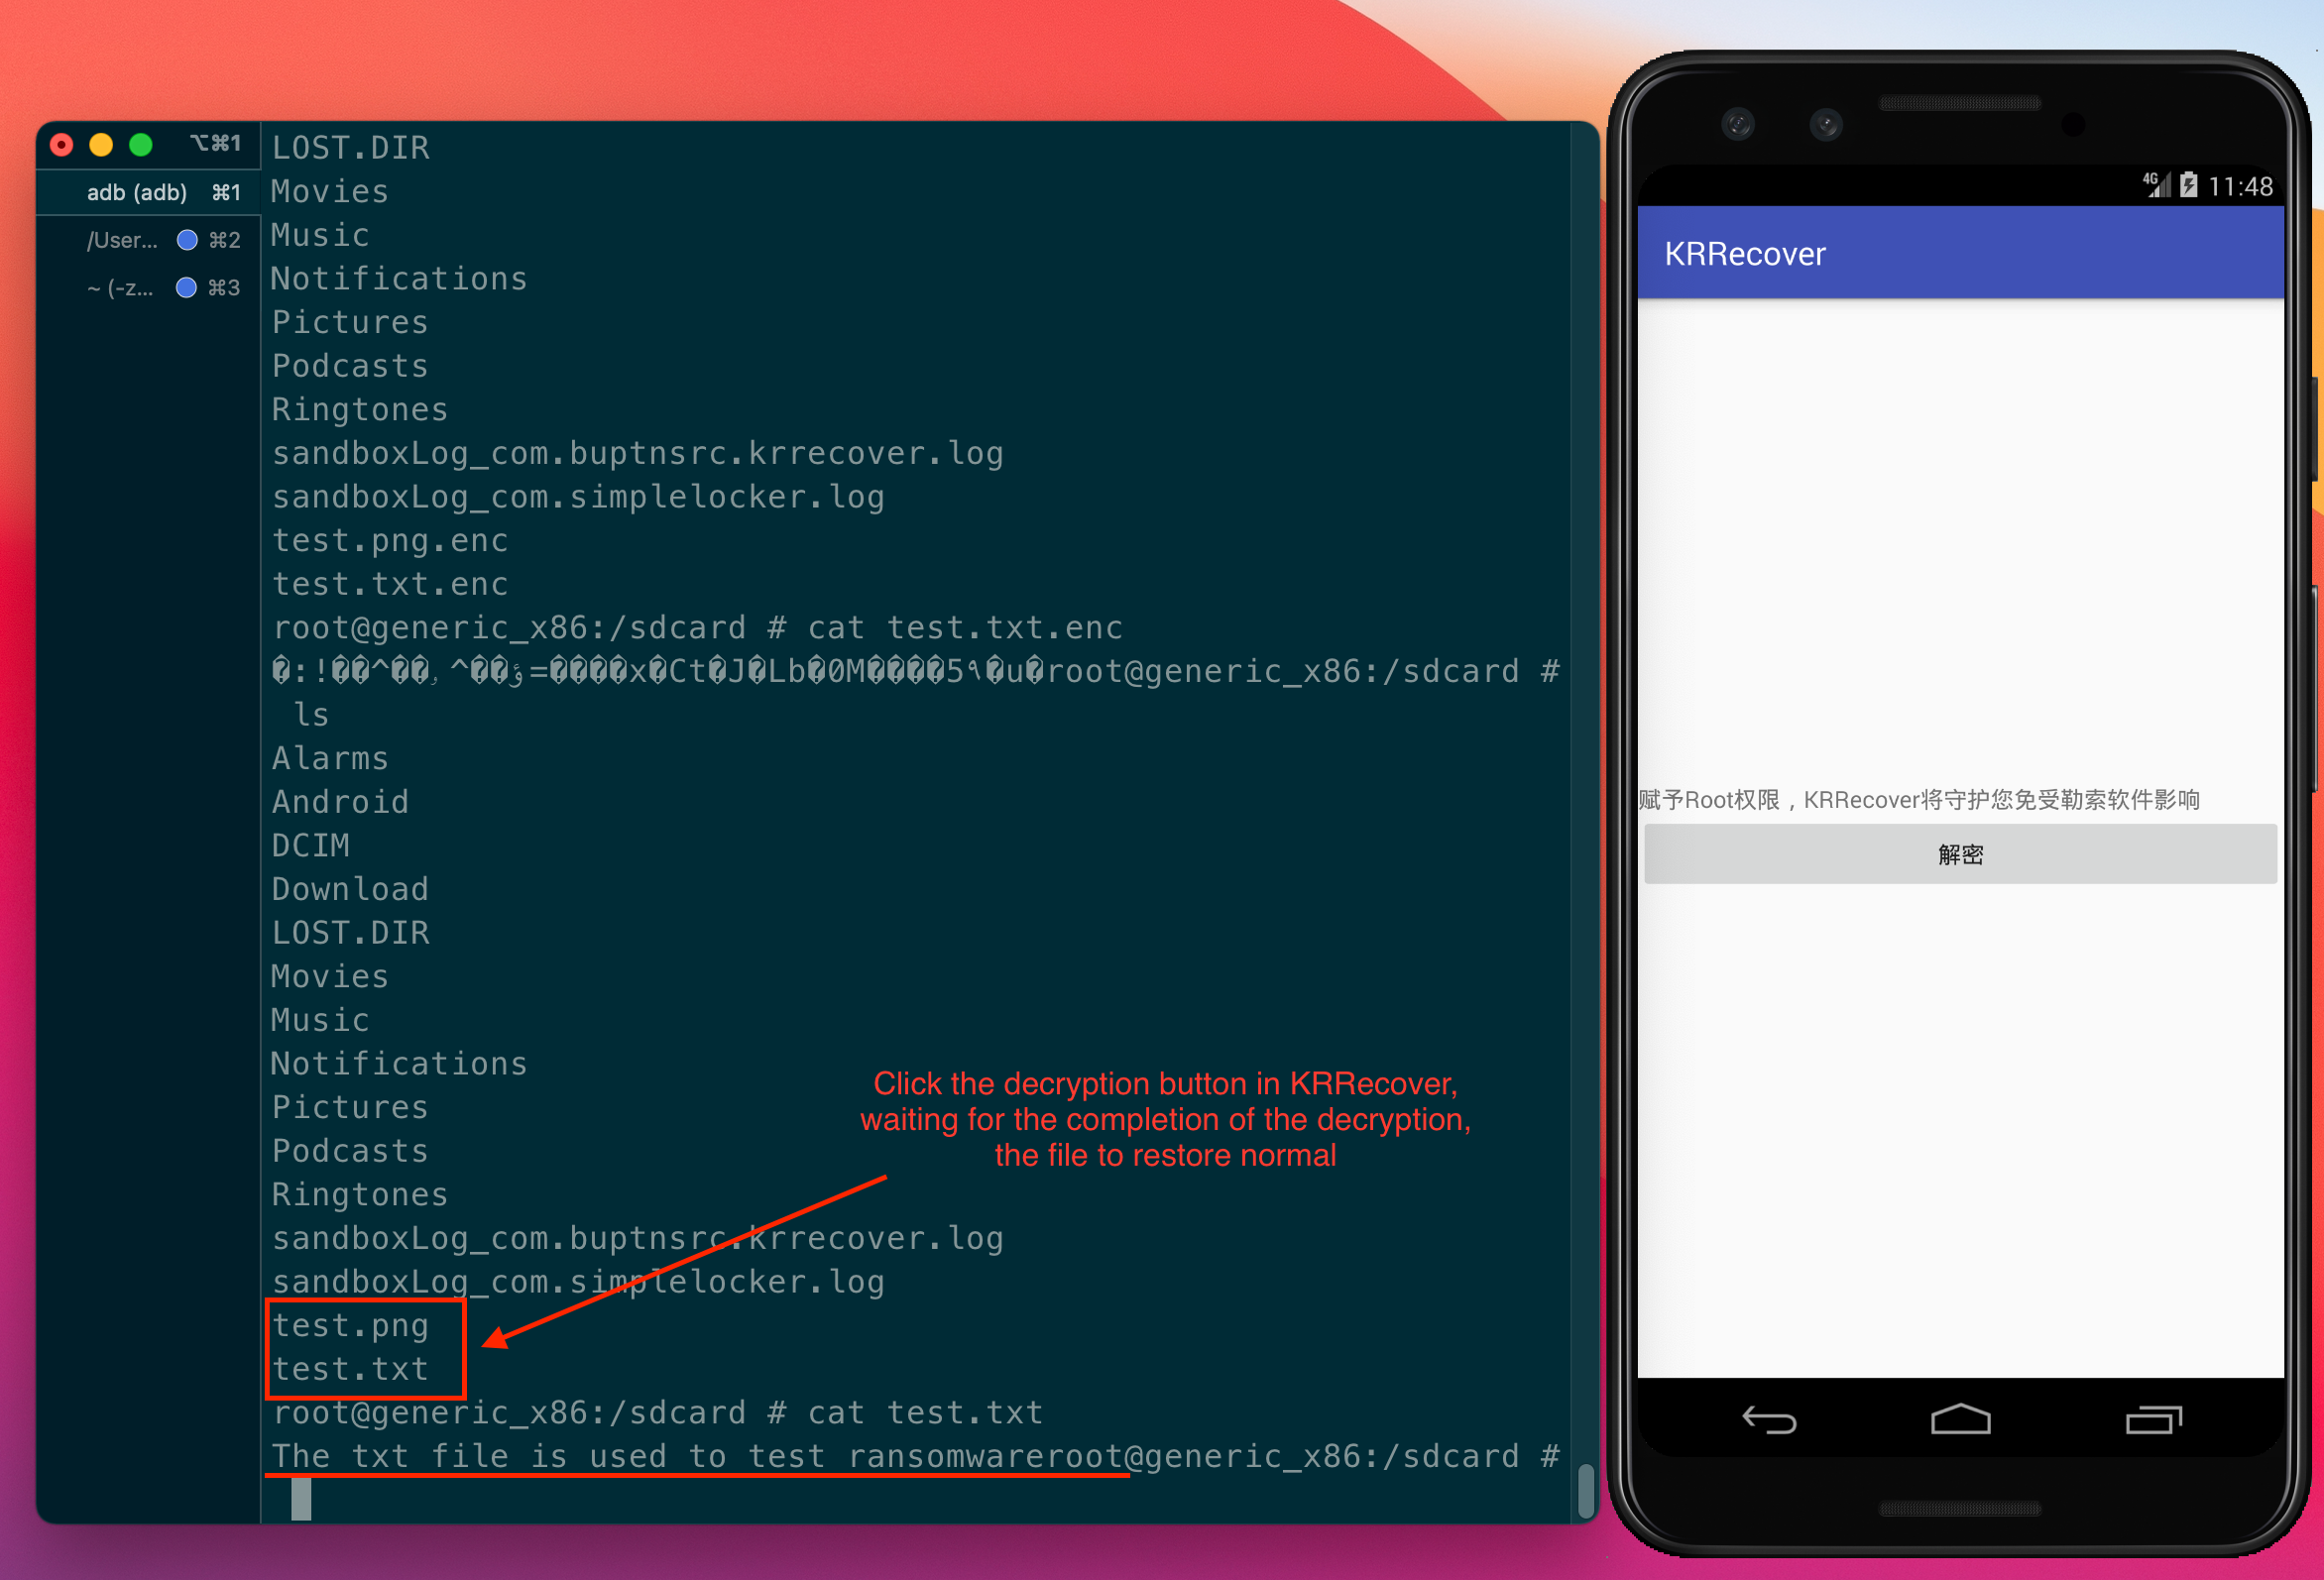 ⌥⌘1
adb (adb) ⌘1
/User... ⌘2
~ (-z... ⌘3
LOST.DIR
Movies
Music
Notifications
Pictures
Podcasts
Ringtones
sandboxLog_com.buptnsrc.krrecover.log
sandboxLog_com.simplelocker.log
test.png.enc
test.txt.enc
root@generic_x86:/sdcard # cat test.txt.enc
�:!��^��, ^��ؤ=����x�Ct�J�Lb�0M����5٩�u�root@generic_x86:/sdcard #
ls
Alarms
Android
DCIM
Download
LOST.DIR
Movies
Music
Notifications
Pictures
Podcasts
Ringtones
sandboxLog_com.buptnsrc.krrecover.log
sandboxLog_com.simplelocker.log
test.png
test.txt
root@generic_x86:/sdcard # cat test.txt
The txt file is used to test ransomwareroot@generic_x86:/sdcard #
Click the decryption button in KRRecover,
waiting for the completion of the decryption,
the file to restore normal
4G 11:48
KRRecover
赋予Root权限，KRRecover将守护您免受勒索软件影响
解密